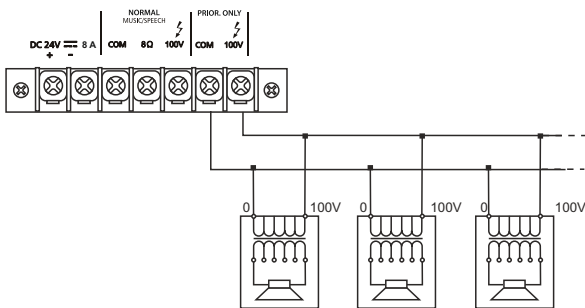 NORMAL
MUSIC/SPEECH
PRIOR. ONLY
DC 24V 8 A COM 8Ω 100V COM 100V
+ -
0 100V 0 100V 0 100V